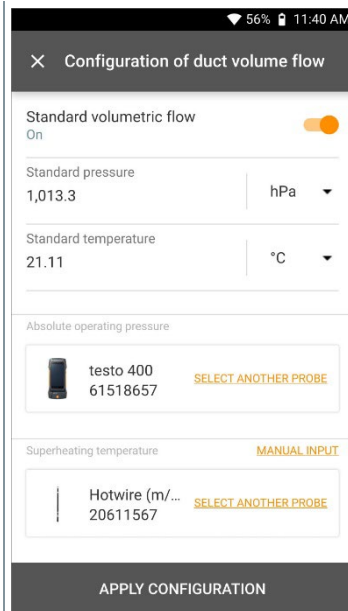 56% 11:40 AM
Configuration of duct volume flow
Standard volumetric flow
On
Standard pressure
1,013.3 hPa
Standard temperature
21.11 °C
Absolute operating pressure
testo 400
61518657
SELECT ANOTHER PROBE
Superheating temperature MANUAL INPUT
Hotwire (m/...
20611567
SELECT ANOTHER PROBE
APPLY CONFIGURATION